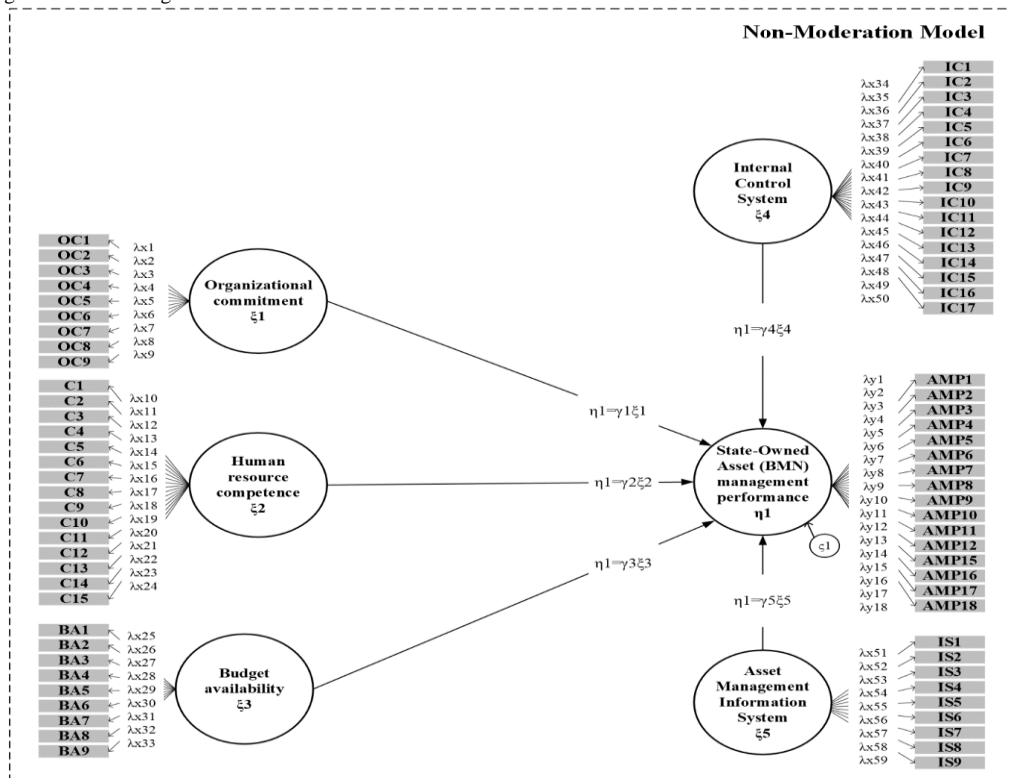 Non-Moderation Model
OC1
OC2
OC3
OC4
OC5
OC6
OC7
OC8
OC9
λx1
λx2
λx3
λx4
λx5
λx6
λx7
λx8
λx9
Organizational
commitment
ξ1
C1
C2
C3
C4
C5
C6
C7
C8
C9
C10
C11
C12
C13
C14
C15
λx10
λx11
λx12
λx13
λx14
λx15
λx16
λx17
λx18
λx19
λx20
λx21
λx22
λx23
λx24
Human
resource
competence
ξ2
BA1
BA2
BA3
BA4
BA5
BA6
BA7
BA8
BA9
λx25
λx26
λx27
λx28
λx29
λx30
λx31
λx32
λx33
Budget
availability
ξ3
η1=γ1ξ1
η1=γ2ξ2
η1=γ3ξ3
Internal
Control
System
ξ4
λx34
λx35
λx36
λx37
λx38
λx39
λx40
λx41
λx42
λx43
λx44
λx45
λx46
λx47
λx48
λx49
λx50
IC1
IC2
IC3
IC4
IC5
IC6
IC7
IC8
IC9
IC10
IC11
IC12
IC13
IC14
IC15
IC16
IC17
η1=γ4ξ4
State-Owned
Asset (BMN)
management
performance
η1
ς1
λy1
λy2
λy3
λy4
λy5
λy6
λy7
λy8
λy9
λy10
λy11
λy12
λy13
λy14
λy15
λy16
λy17
λy18
AMP1
AMP2
AMP3
AMP4
AMP5
AMP6
AMP7
AMP8
AMP9
AMP10
AMP11
AMP12
AMP15
AMP16
AMP17
AMP18
η1=γ5ξ5
Asset
Management
Information
System
ξ5
λx51
λx52
λx53
λx54
λx55
λx56
λx57
λx58
λx59
IS1
IS2
IS3
IS4
IS5
IS6
IS7
IS8
IS9